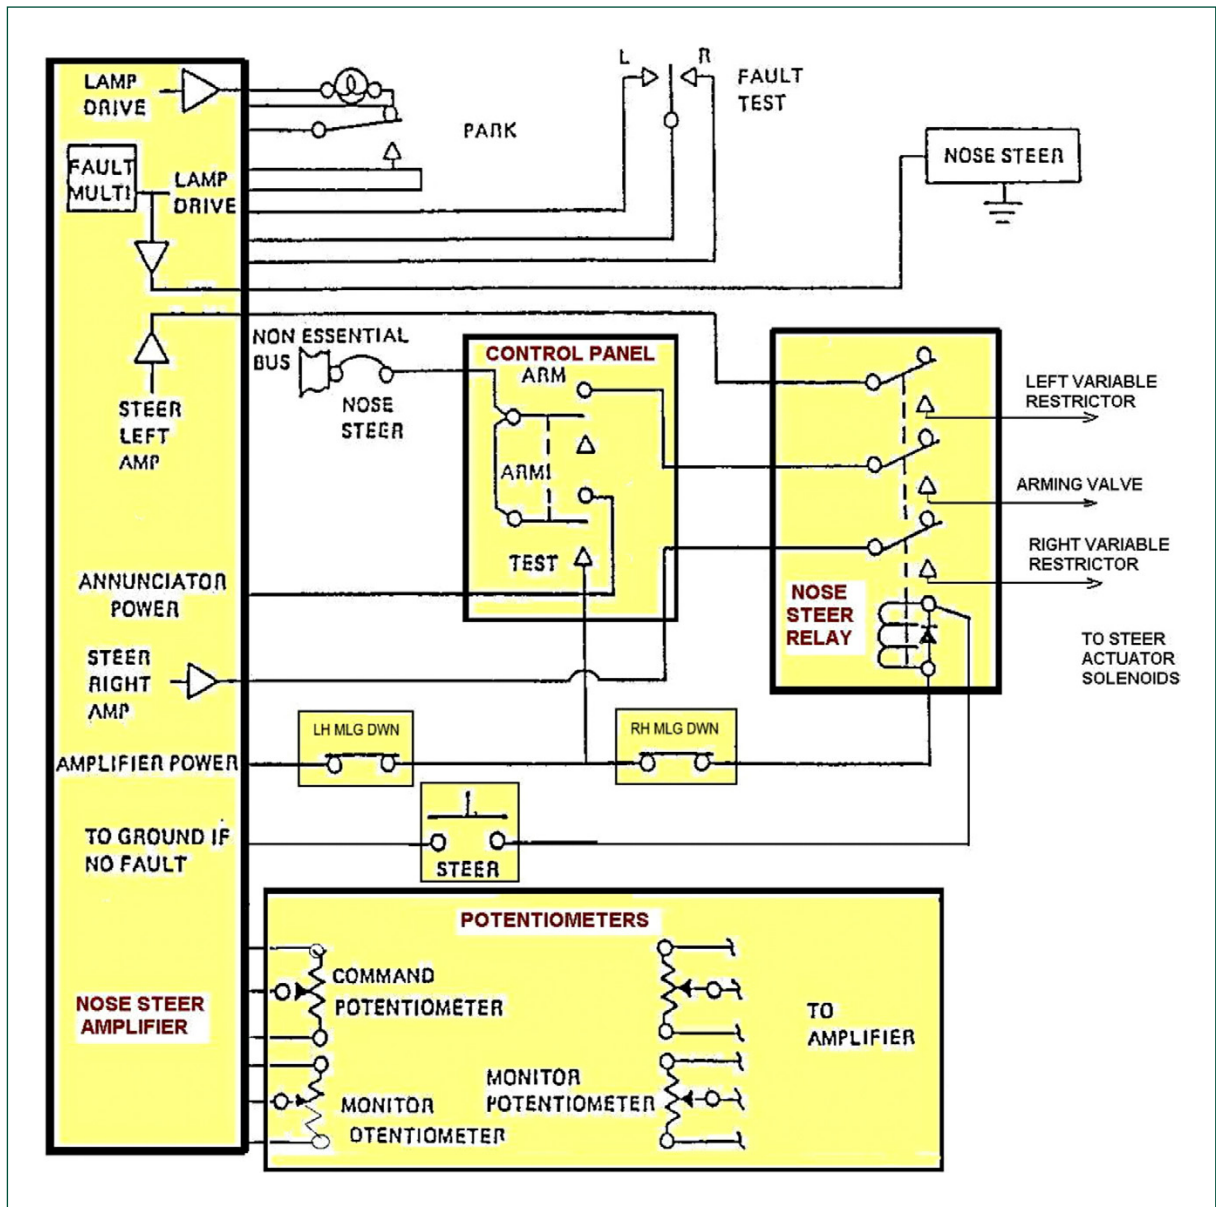 L R
LAMP
DRIVE
FAULT
TEST
PARK
FAULT
MULTI
LAMP
DRIVE
NOSE STEER
NON ESSENTIAL
BUS
NOSE
STEER
CONTROL PANEL
ARM
ARM
TEST
STEER
LEFT
AMP
LEFT VARIABLE
RESTRICTOR
ARMING VALVE
RIGHT VARIABLE
RESTRICTOR
ANNUNCIATOR
POWER
NOSE
STEER
RELAY
TO STEER
ACTUATOR
SOLENOIDS
STEER
RIGHT
AMP
LH MLG DWN
RH MLG DWN
AMPLIFIER POWER
TO GROUND IF
NO FAULT
STEER
POTENTIOMETERS
COMMAND
POTENTIOMETER
NOSE STEER
AMPLIFIER
TO
AMPLIFIER
MONITOR
POTENTIOMETER
MONITOR
OTENTIOMETER